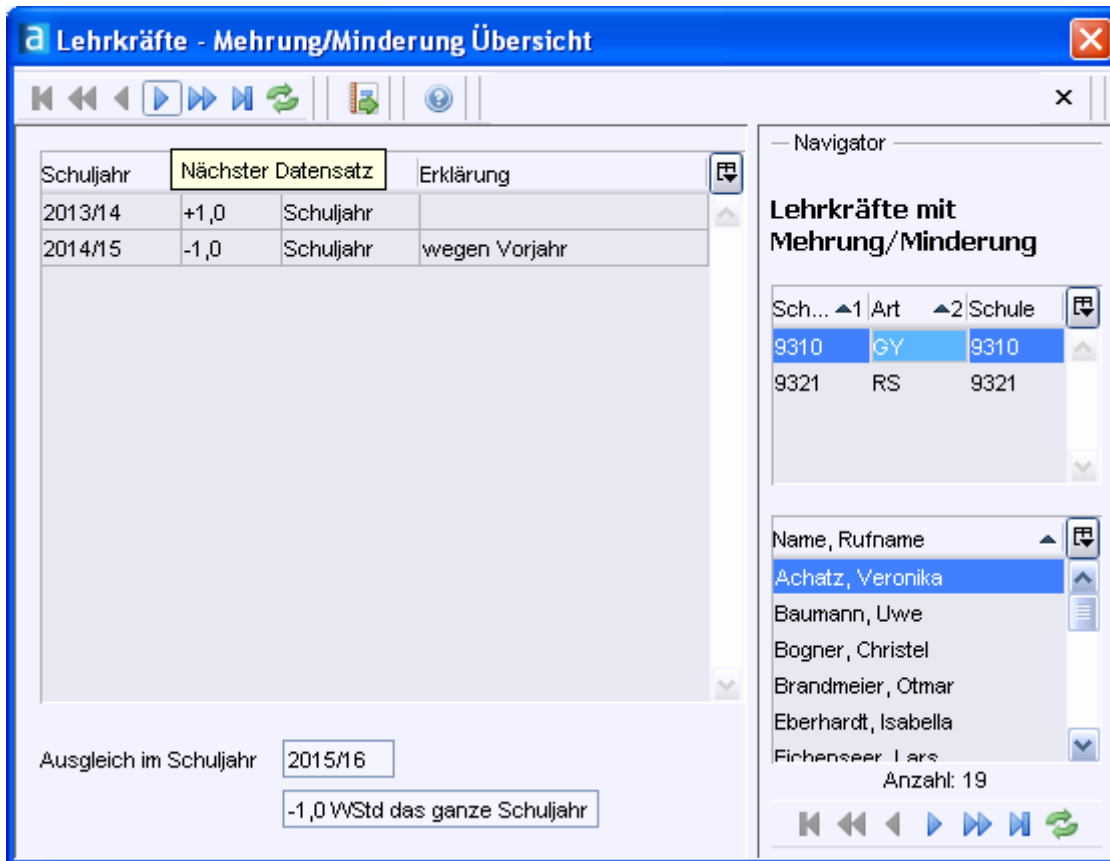 a Lehrkräfte - Mehrung/Minderung Übersicht
Schuljahr Nächster Datensatz Erklärung
2013/14 +1,0 Schuljahr
2014/15 -1,0 Schuljahr wegen Vorjahr
Ausgleich im Schuljahr 2015/16
-1,0 WStd das ganze Schuljahr
Navigator
Lehrkräfte mit
Mehrung/Minderung
Sch... 1 Art 2 Schule
9310 GY 9310
9321 RS 9321
Name, Rufname
Achatz, Veronika
Baumann, Uwe
Bogner, Christel
Brandmeier, Otmar
Eberhardt, Isabella
Eichenseer, Lars
Anzahl: 19